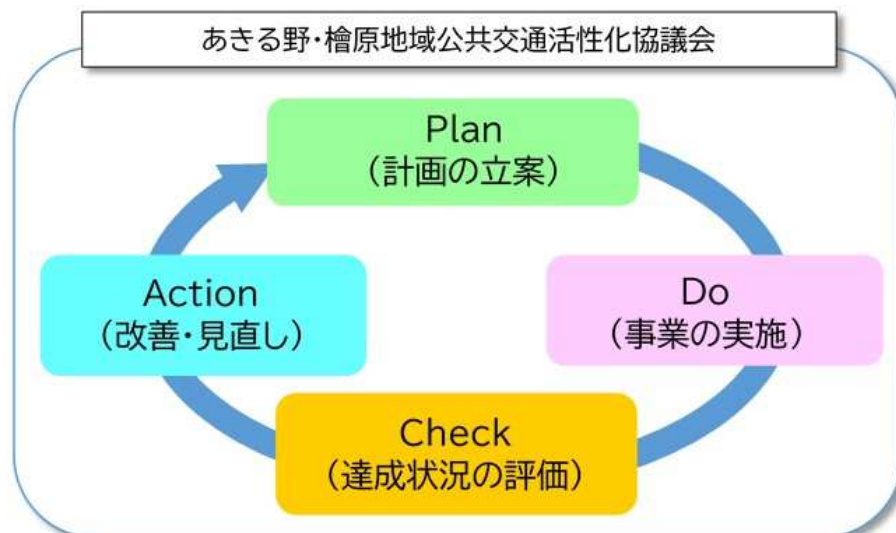 あきる野・檜原地域公共交通活性化協議会
Plan
（計画の立案）
Do
（事業の実施）
Check
（達成状況の評価）
Action
（改善・見直し）